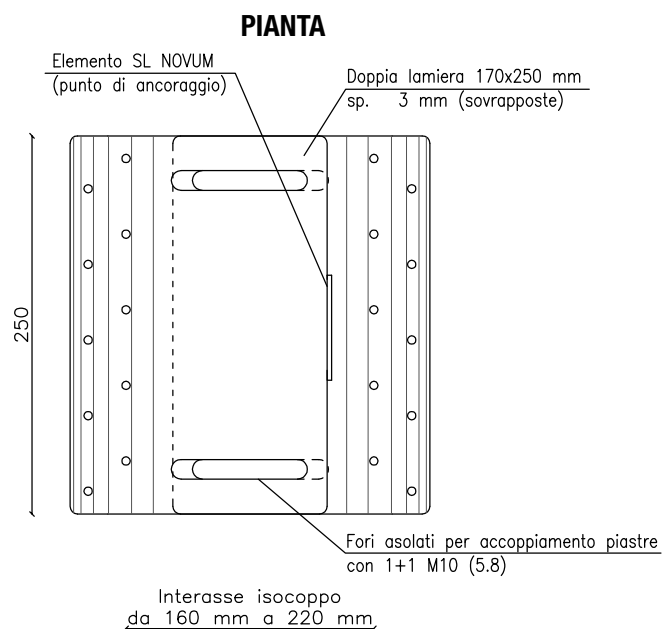 PIANTA
Elemento SL NOVUM
(punto di ancoraggio)
Doppia lamiera 170x250 mm
sp. 3 mm (sovrapposte)
250
Fori asolati per accoppiamento piastre
con 1+1 M10 (5.8)
Interasse isocoppo
da 160 mm a 220 mm